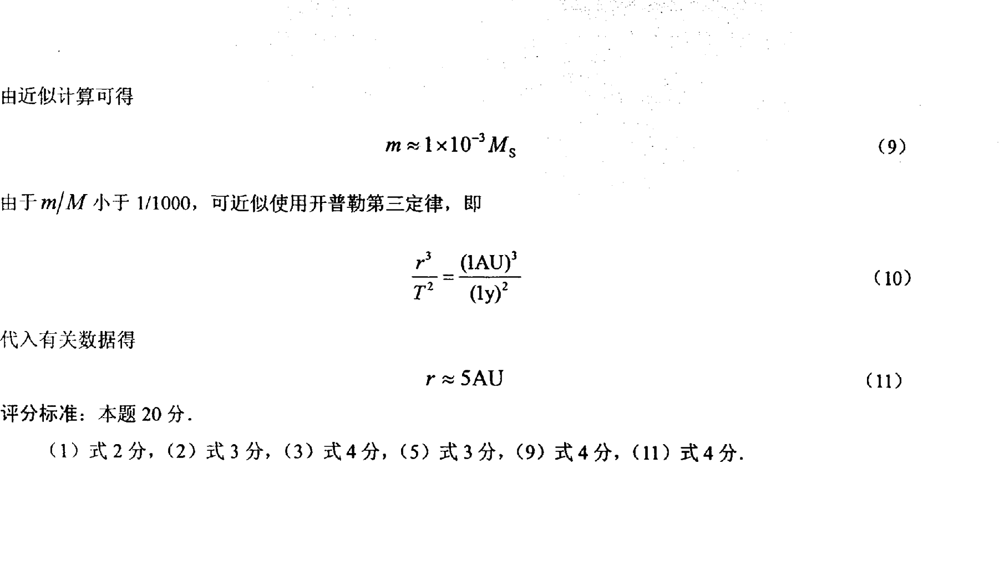 由近似计算可得
m ≈ 1×10⁻³ M_S （9）
由于 m/M 小于 1/1000，可近似使用开普勒第三定律，即
r³/T² = (1AU)³/(1y)² （10）
代入有关数据得
r ≈ 5AU （11）
评分标准：本题 20 分．
（1）式 2 分，（2）式 3 分，（3）式 4 分，（5）式 3 分，（9）式 4 分，（11）式 4 分．